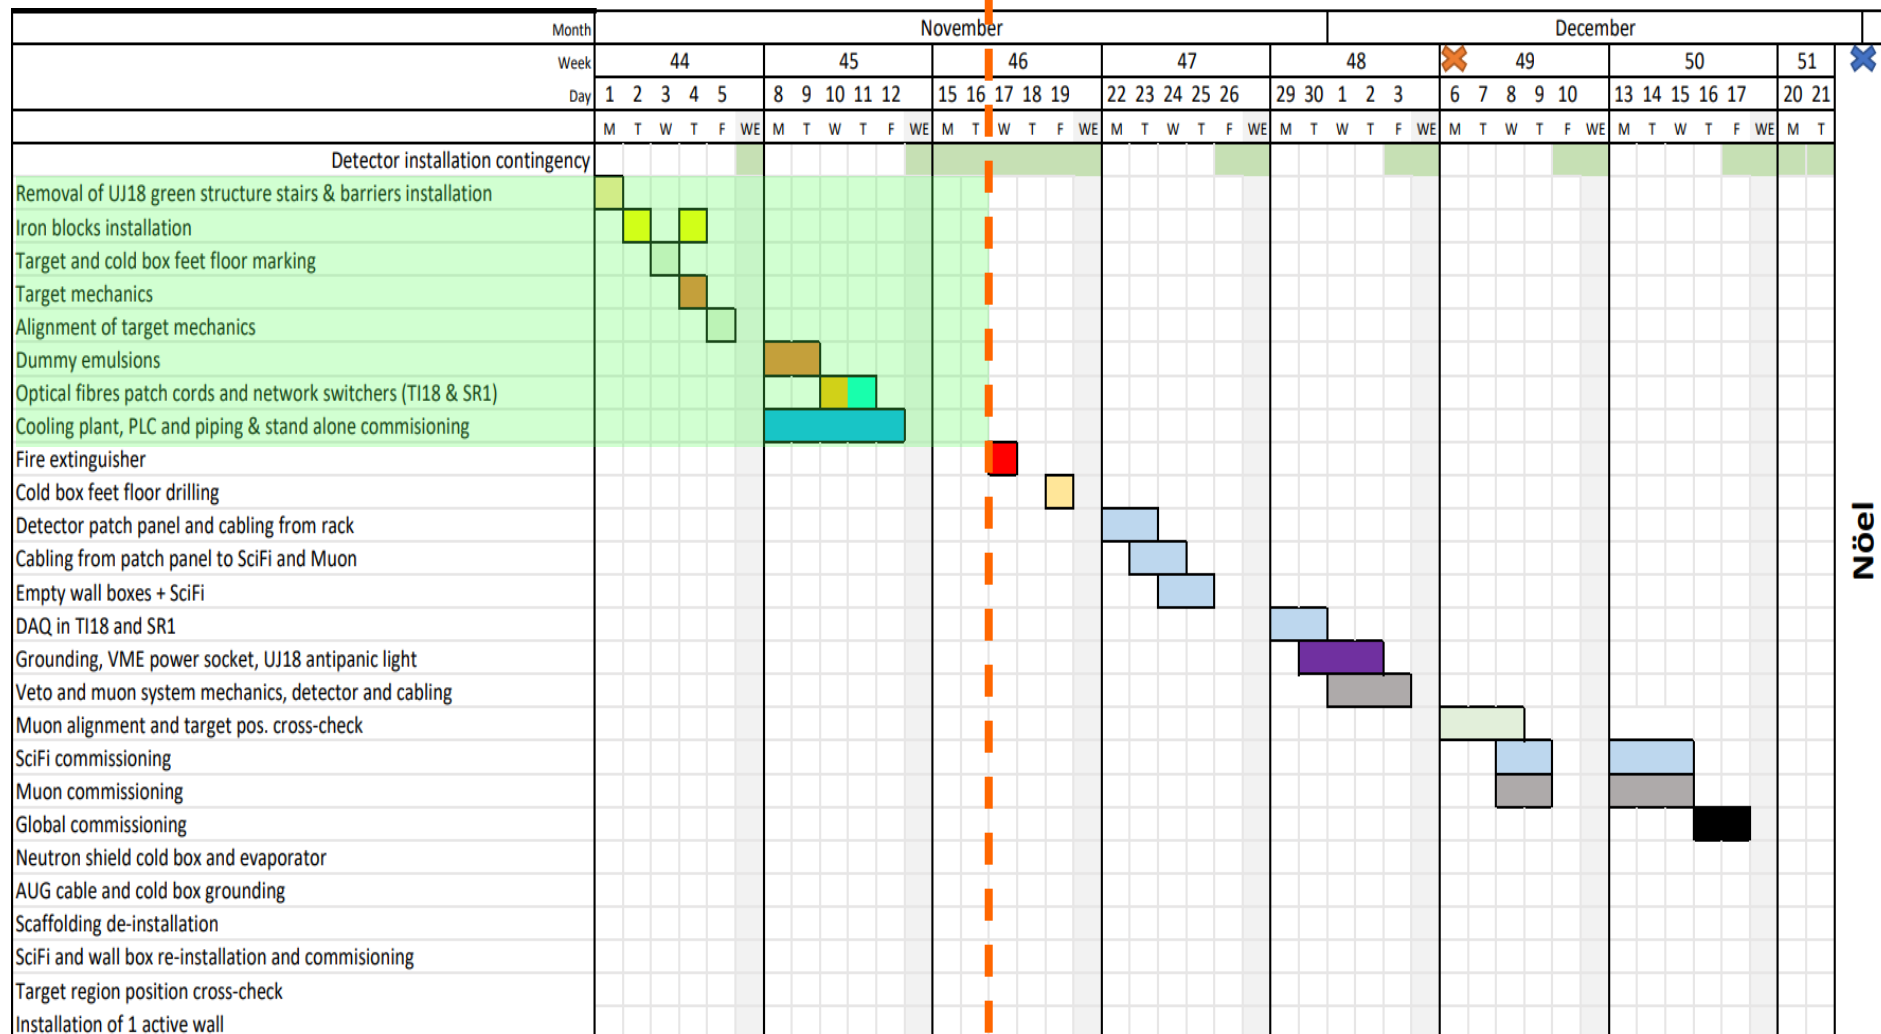 Month November December
Week 44 45 46 47 48 49 50 51
Day 1 2 3 4 5 8 9 10 11 12 15 16 17 18 19 22 23 24 25 26 29 30 1 2 3 6 7 8 9 10 13 14 15 16 17 20 21
M T W T F WE M T W T F WE M T W T F WE M T W T F WE M T W T F WE M T W T F WE M T W T F WE M T
Detector installation contingency
Removal of UJ18 green structure stairs & barriers installation
Iron blocks installation
Target and cold box feet floor marking
Target mechanics
Alignment of target mechanics
Dummy emulsions
Optical fibres patch cords and network switchers (TI18 & SR1)
Cooling plant, PLC and piping & stand alone commisioning
Fire extinguisher
Cold box feet floor drilling
Detector patch panel and cabling from rack
Cabling from patch panel to SciFi and Muon
Empty wall boxes + SciFi
DAQ in TI18 and SR1
Grounding, VME power socket, UJ18 antipanic light
Veto and muon system mechanics, detector and cabling
Muon alignment and target pos. cross-check
SciFi commissioning
Muon commissioning
Global commissioning
Neutron shield cold box and evaporator
AUG cable and cold box grounding
Scaffolding de-installation
SciFi and wall box re-installation and commisioning
Target region position cross-check
Installation of 1 active wall
Nöel